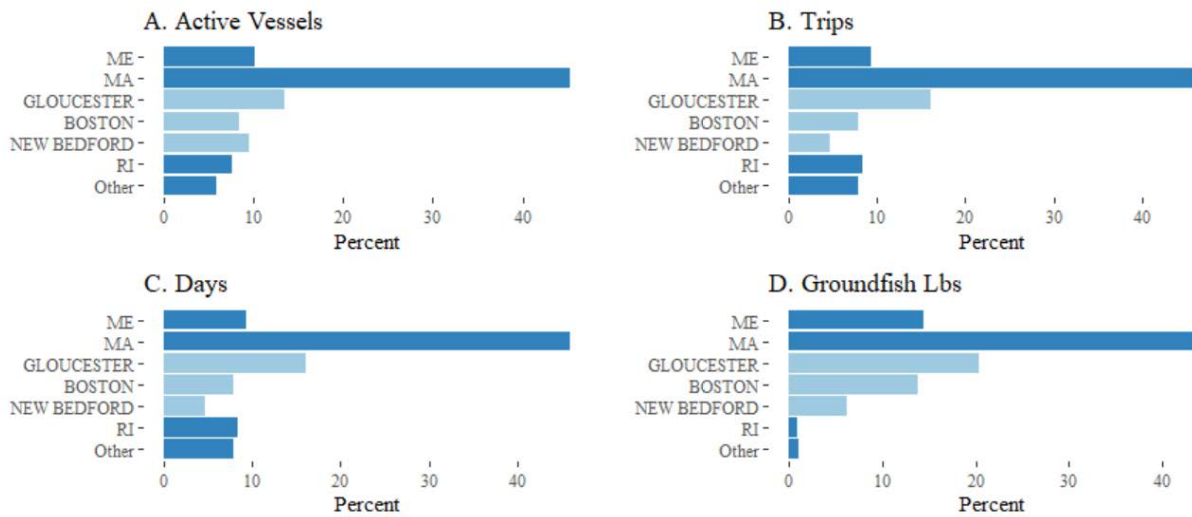 A. Active Vessels
ME
MA
GLOUCESTER
BOSTON
NEW BEDFORD
RI
Other
0 10 20 30 40
Percent
B. Trips
ME
MA
GLOUCESTER
BOSTON
NEW BEDFORD
RI
Other
0 10 20 30 40
Percent
C. Days
ME
MA
GLOUCESTER
BOSTON
NEW BEDFORD
RI
Other
0 10 20 30 40
Percent
D. Groundfish Lbs
ME
MA
GLOUCESTER
BOSTON
NEW BEDFORD
RI
Other
0 10 20 30 40
Percent